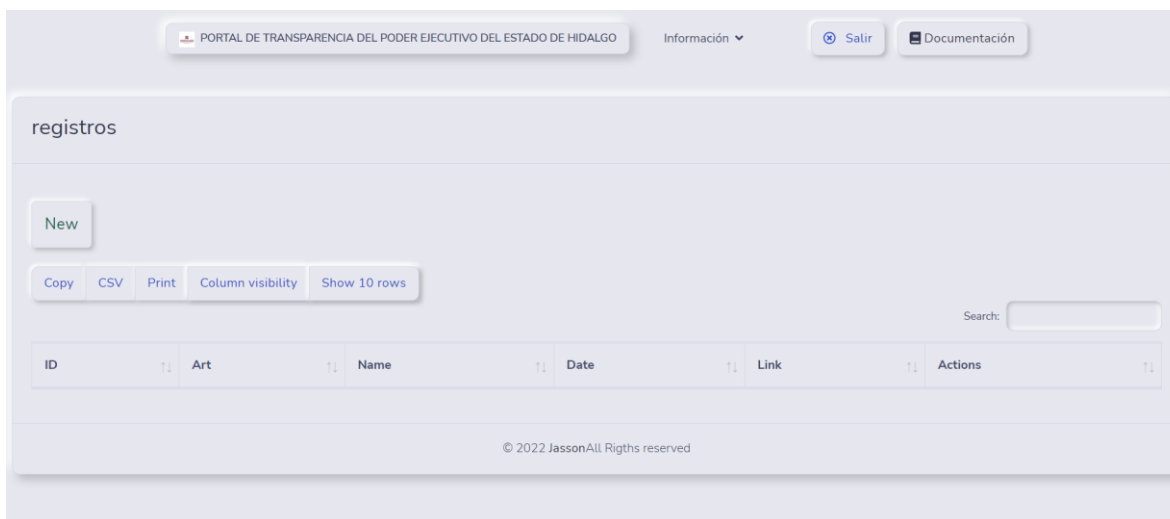 PORTAL DE TRANSPARENCIA DEL PODER EJECUTIVO DEL ESTADO DE HIDALGO Información Salir Documentación
registros
New
Copy CSV Print Column visibility Show 10 rows
Search:
ID Art Name Date Link Actions
© 2022 JassonAll Rigths reserved